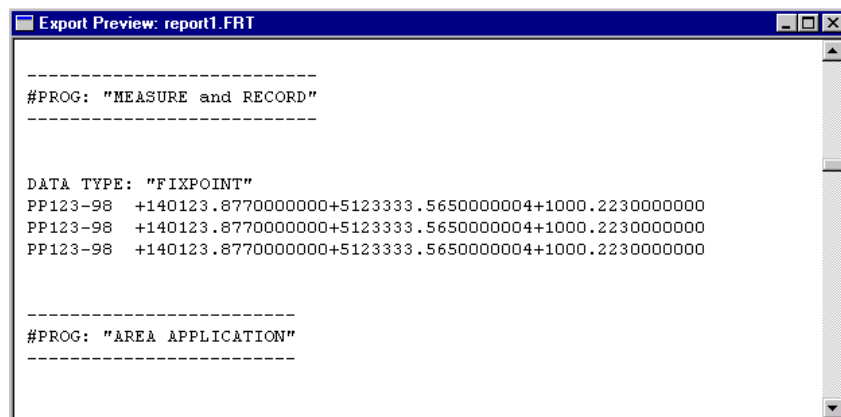 Export Preview: report1.FRT
---------------------------
#PROG: "MEASURE and RECORD"
---------------------------
DATA TYPE: "FIXPOINT"
PP123-98  +140123.8770000000+5123333.5650000004+1000.2230000000
PP123-98  +140123.8770000000+5123333.5650000004+1000.2230000000
PP123-98  +140123.8770000000+5123333.5650000004+1000.2230000000
-------------------------
#PROG: "AREA APPLICATION"
-------------------------